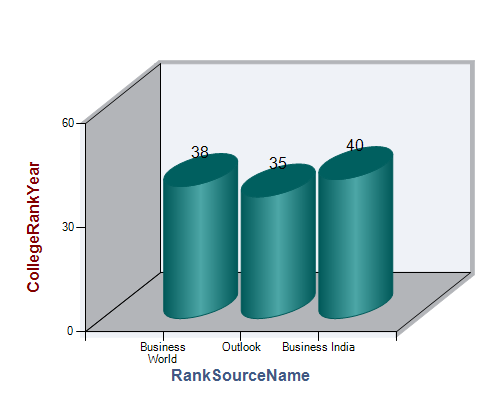 38
35
40
60
30
0
CollegeRankYear
Business
World
Outlook
Business India
RankSourceName